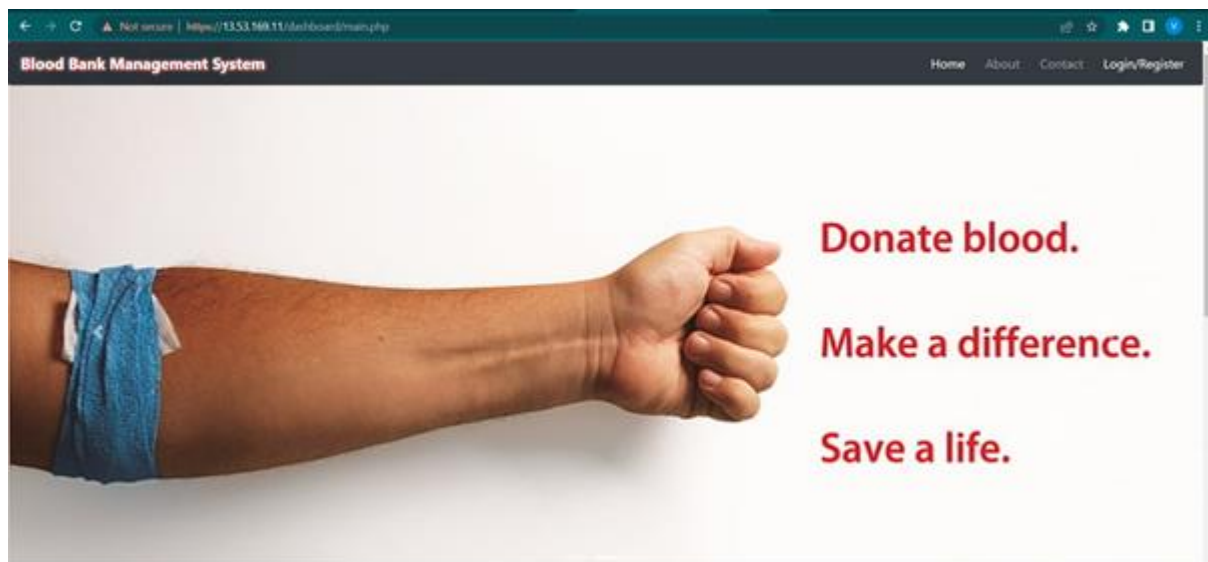 Not secure | https://13.53.169.11/dashboard/main.php
Blood Bank Management System
Home About Contact Login/Register
Donate blood.
Make a difference.
Save a life.